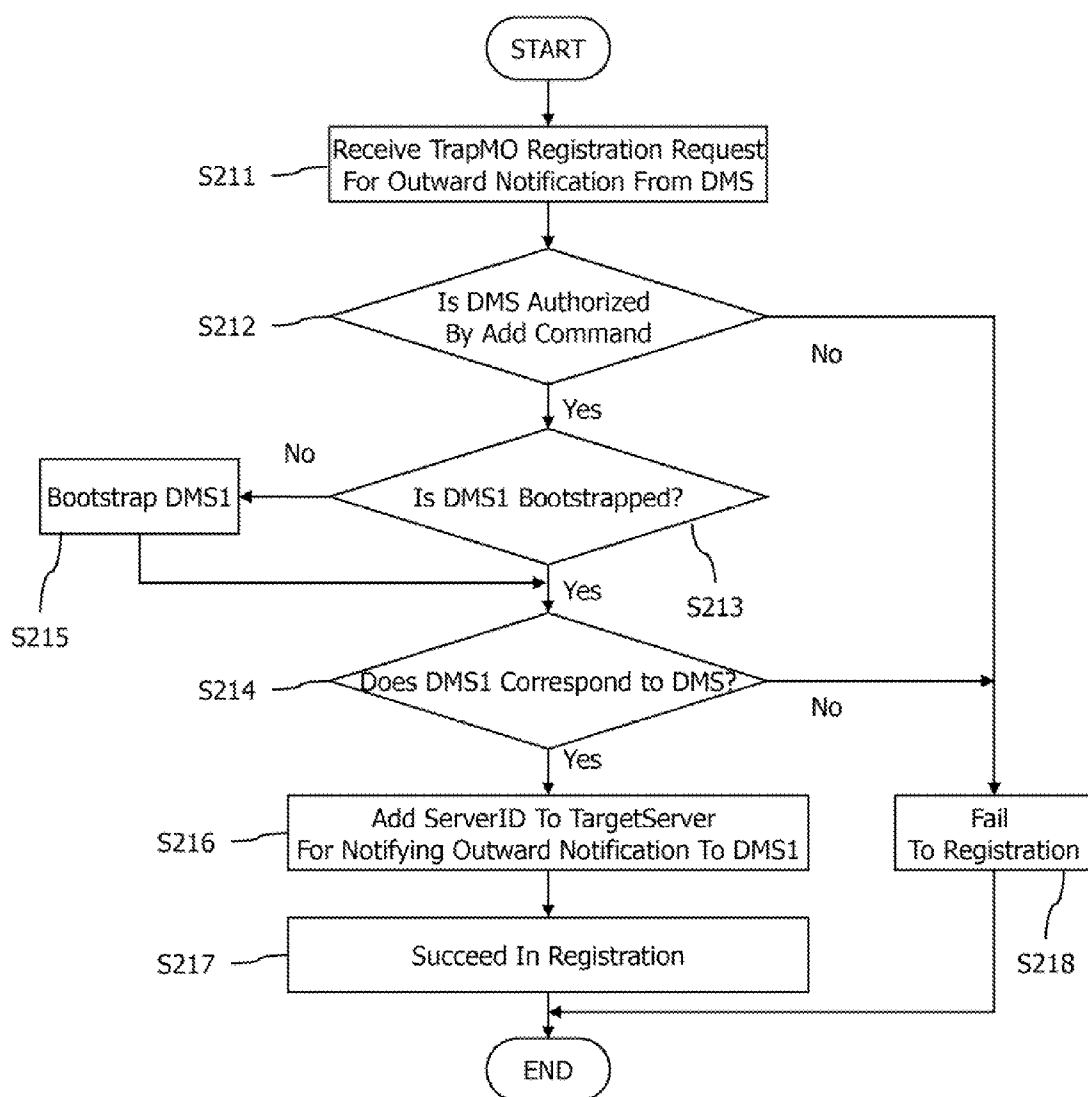 START
Receive TrapMO Registration Request
For Outward Notification From DMS
S211
Is DMS Authorized
By Add Command
S212
No
Yes
No
Bootstrap DMS1
Is DMS1 Bootstrapped?
Yes
S213
S215
Does DMS1 Correspond to DMS?
S214
No
Yes
Add ServerID To TargetServer
For Notifying Outward Notification To DMS1
S216
Fail
To Registration
Succeed In Registration
S217
S218
END